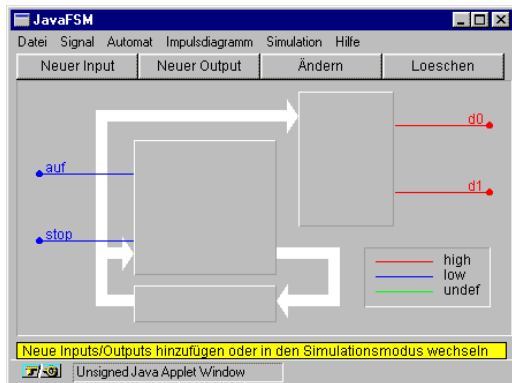 JavaFSM
Datei Signal Automat Impulsdiagramm Simulation Hilfe
Neuer Input Neuer Output Ändern Loeschen
d0
auf
d1
stop
high
low
undef
Neue Inputs/Outputs hinzufügen oder in den Simulationsmodus wechseln
Unsigned Java Applet Window